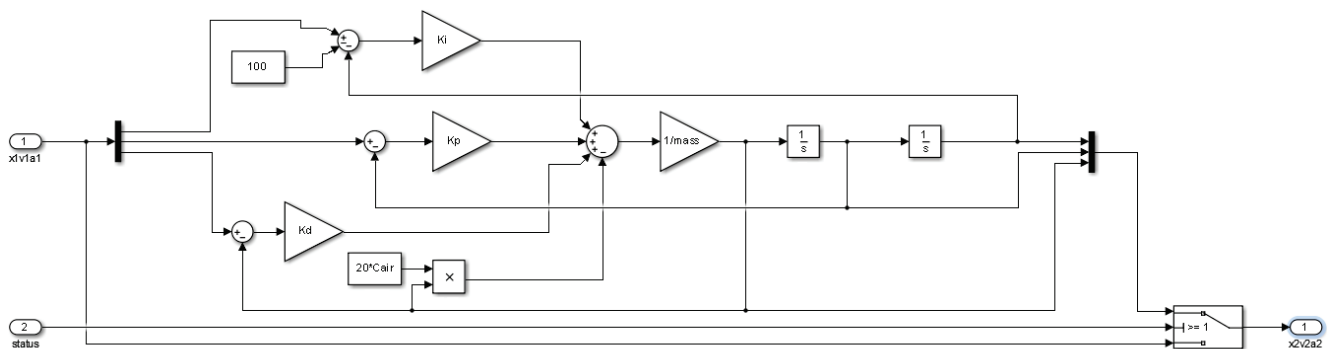 Ki
+
−
−
100
1
x1v1a1
+
−
Kp
+
+
+
−
1/mass
1
s
1
s
+
−
Kd
20*Cair
×
2
status
>= 1
1
x2v2a2